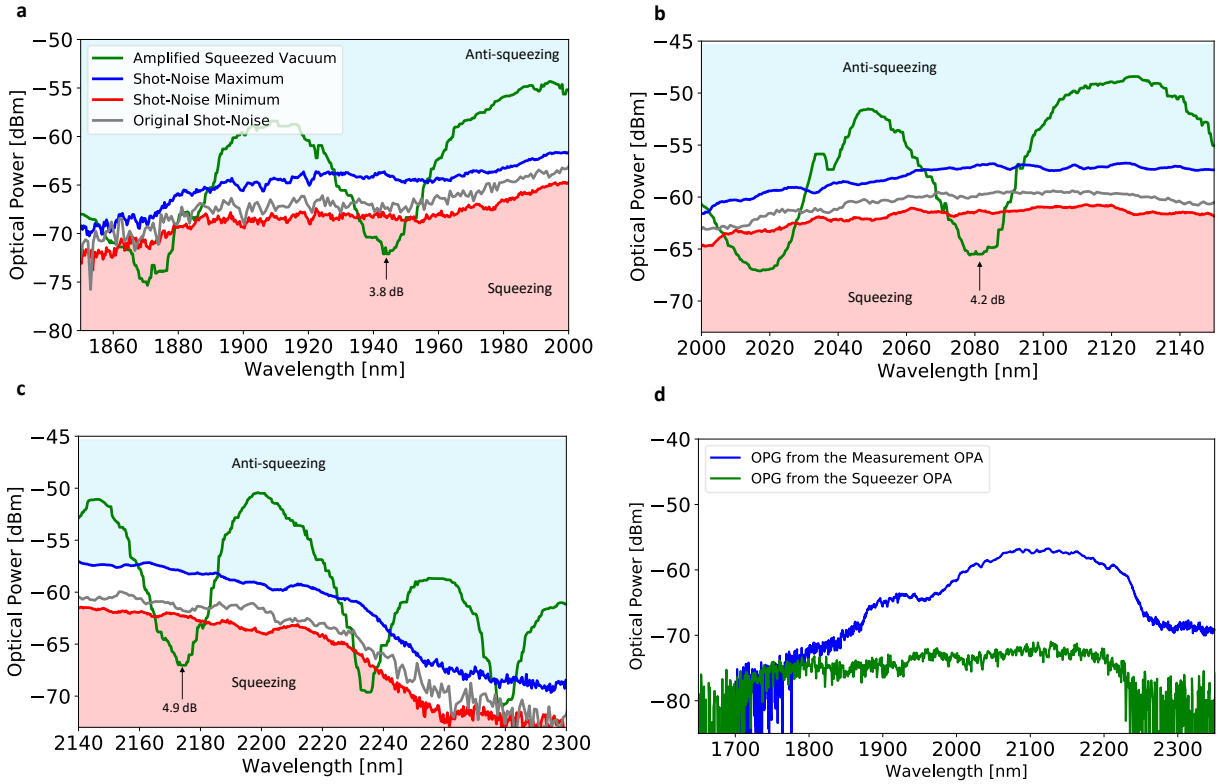 a
−50
−55
−60
−65
−70
−75
−80
Optical Power [dBm]
Amplified Squeezed Vacuum
Shot-Noise Maximum
Shot-Noise Minimum
Original Shot-Noise
Anti-squeezing
Squeezing
3.8 dB
1860 1880 1900 1920 1940 1960 1980 2000
Wavelength [nm]
b
−45
−50
−55
−60
−65
−70
Optical Power [dBm]
Anti-squeezing
Squeezing
4.2 dB
2000 2020 2040 2060 2080 2100 2120 2140
Wavelength [nm]
c
−45
−50
−55
−60
−65
−70
Optical Power [dBm]
Anti-squeezing
Squeezing
4.9 dB
2140 2160 2180 2200 2220 2240 2260 2280 2300
Wavelength [nm]
d
−40
−50
−60
−70
−80
Optical Power [dBm]
OPG from the Measurement OPA
OPG from the Squeezer OPA
1700 1800 1900 2000 2100 2200 2300
Wavelength [nm]